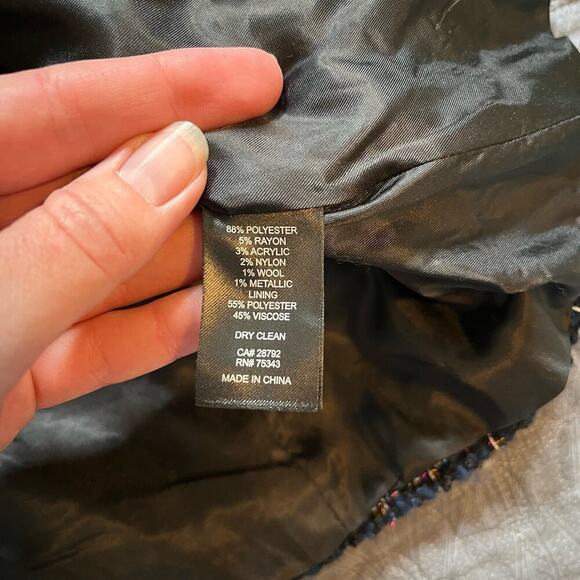 88% POLYESTER
5% RAYON
3% ACRYLIC
2% NYLON
1% WOOL
1% METALLIC
LINING
55% POLYESTER
45% VISCOSE
DRY CLEAN
CA# 28792
RN# 75343
MADE IN CHINA